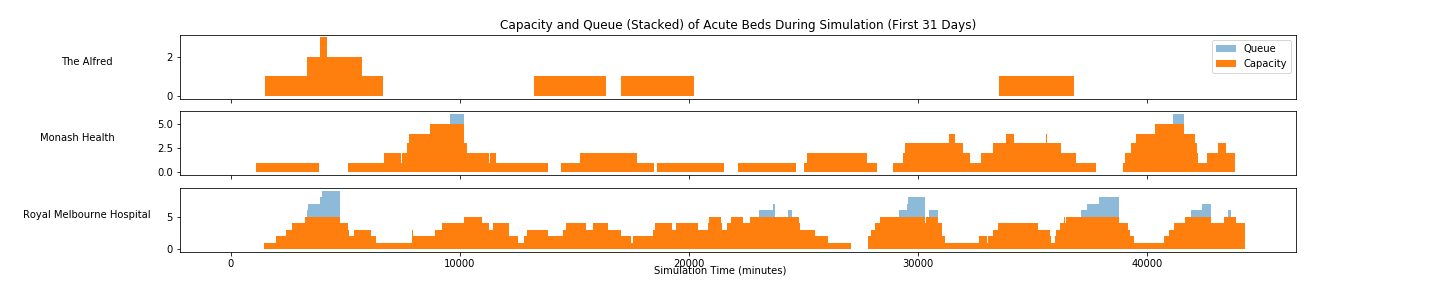 Capacity and Queue (Stacked) of Acute Beds During Simulation (First 31 Days)
The Alfred
2
0
Queue
Capacity
Monash Health
5.0
2.5
0.0
Royal Melbourne Hospital
5
0
0 10000 20000 30000 40000
Simulation Time (minutes)